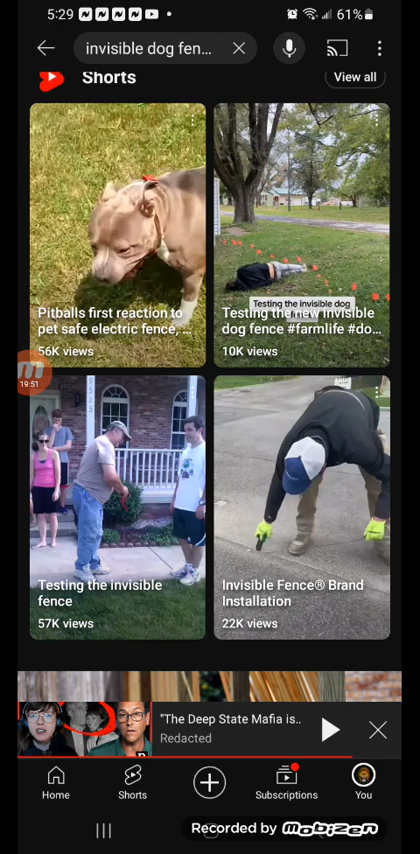 5:29
61%
invisible dog fen...
Shorts
View all
Pitballs first reaction to
pet safe electric fence, ...
56K views
Testing the invisible dog
Testing the new invisible
dog fence #farmlife #do...
10K views
19:51
9525
Testing the invisible
fence
57K views
Invisible Fence® Brand
Installation
22K views
"The Deep State Mafia is..
Redacted
Home
Shorts
Subscriptions
You
Recorded by mobizen